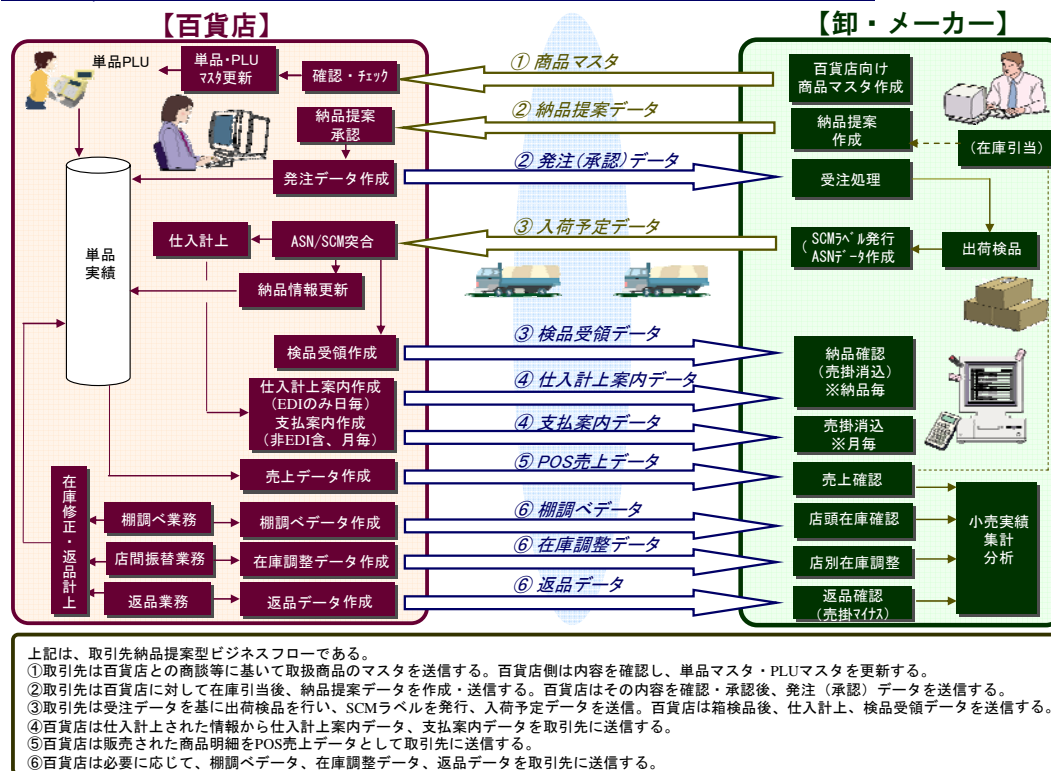 【百貨店】
【卸・メーカー】
単品PLU
単品・PLU
マスタ更新
確認・チェック
① 商品マスタ
百貨店向け
商品マスタ作成
納品提案
承認
② 納品提案データ
納品提案
作成
(在庫引当)
発注データ作成
② 発注(承認)データ
受注処理
単品
実績
仕入計上
ASN/SCM突合
③ 入荷予定データ
(SCMラベル発行
ASNデータ作成
出荷検品
納品情報更新
検品受領作成
③ 検品受領データ
納品確認
(売掛消込)
※納品毎
仕入計上案内作成
(EDIのみ日毎)
支払案内作成
(非EDI含、月毎)
④ 仕入計上案内データ
④ 支払案内データ
売掛消込
※月毎
売上データ作成
⑤ POS売上データ
売上確認
在庫修正・返品計上
棚調べ業務
棚調べデータ作成
⑥ 棚調べデータ
店頭在庫確認
小売実績
集計
分析
店間振替業務
在庫調整データ作成
⑥ 在庫調整データ
店別在庫調整
返品業務
返品データ作成
⑥ 返品データ
返品確認
(売掛マイナス)
上記は、取引先納品提案型ビジネスフローである。
①取引先は百貨店との商談等に基いて取扱商品のマスタを送信する。百貨店側は内容を確認し、単品マスタ・PLUマスタを更新する。
②取引先は百貨店に対して在庫引当後、納品提案データを作成・送信する。百貨店はその内容を確認・承認後、発注（承認）データを送信する。
③取引先は受注データを基に出荷検品を行い、SCMラベルを発行、入荷予定データを送信。百貨店は箱検品後、仕入計上、検品受領データを送信する。
④百貨店は仕入計上された情報から仕入計上案内データ、支払案内データを取引先に送信する。
⑤百貨店は販売された商品明細をPOS売上データとして取引先に送信する。
⑥百貨店は必要に応じて、棚調べデータ、在庫調整データ、返品データを取引先に送信する。